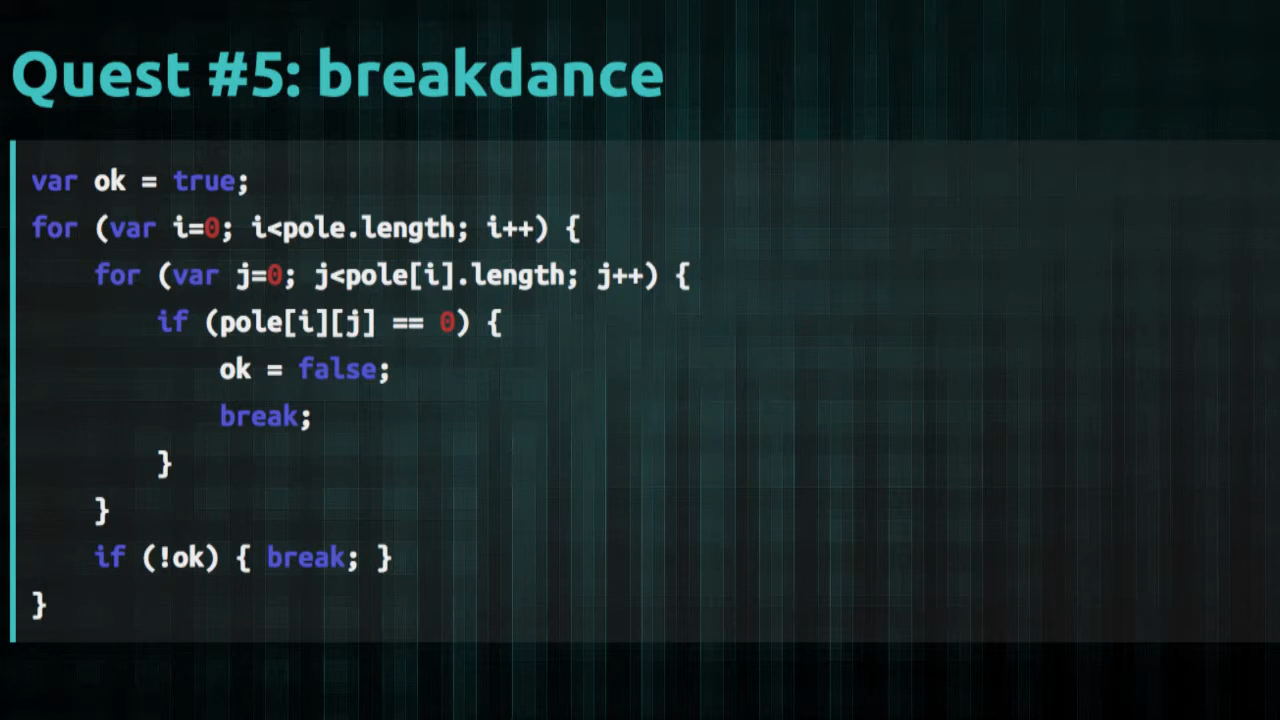 Quest #5: breakdance
var ok = true;
for (var i=0; i<pole.length; i++) {
    for (var j=0; j<pole[i].length; j++) {
        if (pole[i][j] == 0) {
            ok = false;
            break;
        }
    }
    if (!ok) { break; }
}